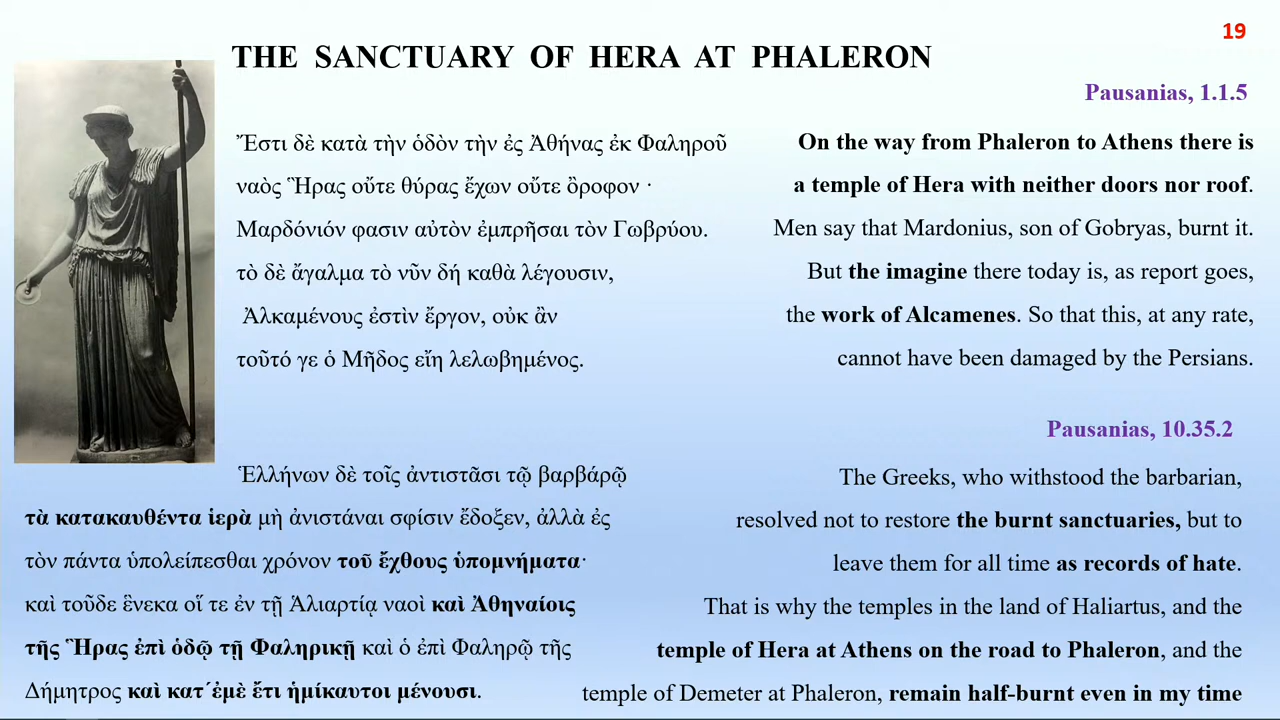 19
THE SANCTUARY OF HERA AT PHALERON
Pausanias, 1.1.5
Ἔστι δὲ κατὰ τὴν ὁδὸν τὴν ἐς Ἀθήνας ἐκ Φαληροῦ
ναὸς Ἥρας οὔτε θύρας ἔχων οὔτε ὂροφον ·
Μαρδόνιόν φασιν αὐτὸν ἐμπρῆσαι τὸν Γωβρύου.
τὸ δὲ ἄγαλμα τὸ νῦν δή καθὰ λέγουσιν,
Ἀλκαμένους ἐστὶν ἔργον, οὐκ ἂν
τοῦτό γε ὁ Μῆδος εἴη λελωβημένος.
On the way from Phaleron to Athens there is
a temple of Hera with neither doors nor roof.
Men say that Mardonius, son of Gobryas, burnt it.
But the imagine there today is, as report goes,
the work of Alcamenes. So that this, at any rate,
cannot have been damaged by the Persians.
Pausanias, 10.35.2
Ἑλλήνων δὲ τοῖς ἀντιστᾶσι τῷ βαρβάρῳ
τὰ κατακαυθέντα ἱερὰ μὴ ἀνιστάναι σφίσιν ἔδοξεν, ἀλλὰ ἐς
τὸν πάντα ὑπολείπεσθαι χρόνον τοῦ ἔχθους ὑπομνήματα·
καὶ τοῦδε ἓνεκα οἵ τε ἐν τῇ Ἁλιαρτίᾳ ναοὶ καὶ Ἀθηναίοις
τῆς Ἥρας ἐπὶ ὁδῷ τῇ Φαληρικῇ καὶ ὁ ἐπὶ Φαληρῷ τῆς
Δήμητρος καὶ κατ΄ἐμὲ ἔτι ἡμίκαυτοι μένουσι.
The Greeks, who withstood the barbarian,
resolved not to restore the burnt sanctuaries, but to
leave them for all time as records of hate.
That is why the temples in the land of Haliartus, and the
temple of Hera at Athens on the road to Phaleron, and the
temple of Demeter at Phaleron, remain half-burnt even in my time